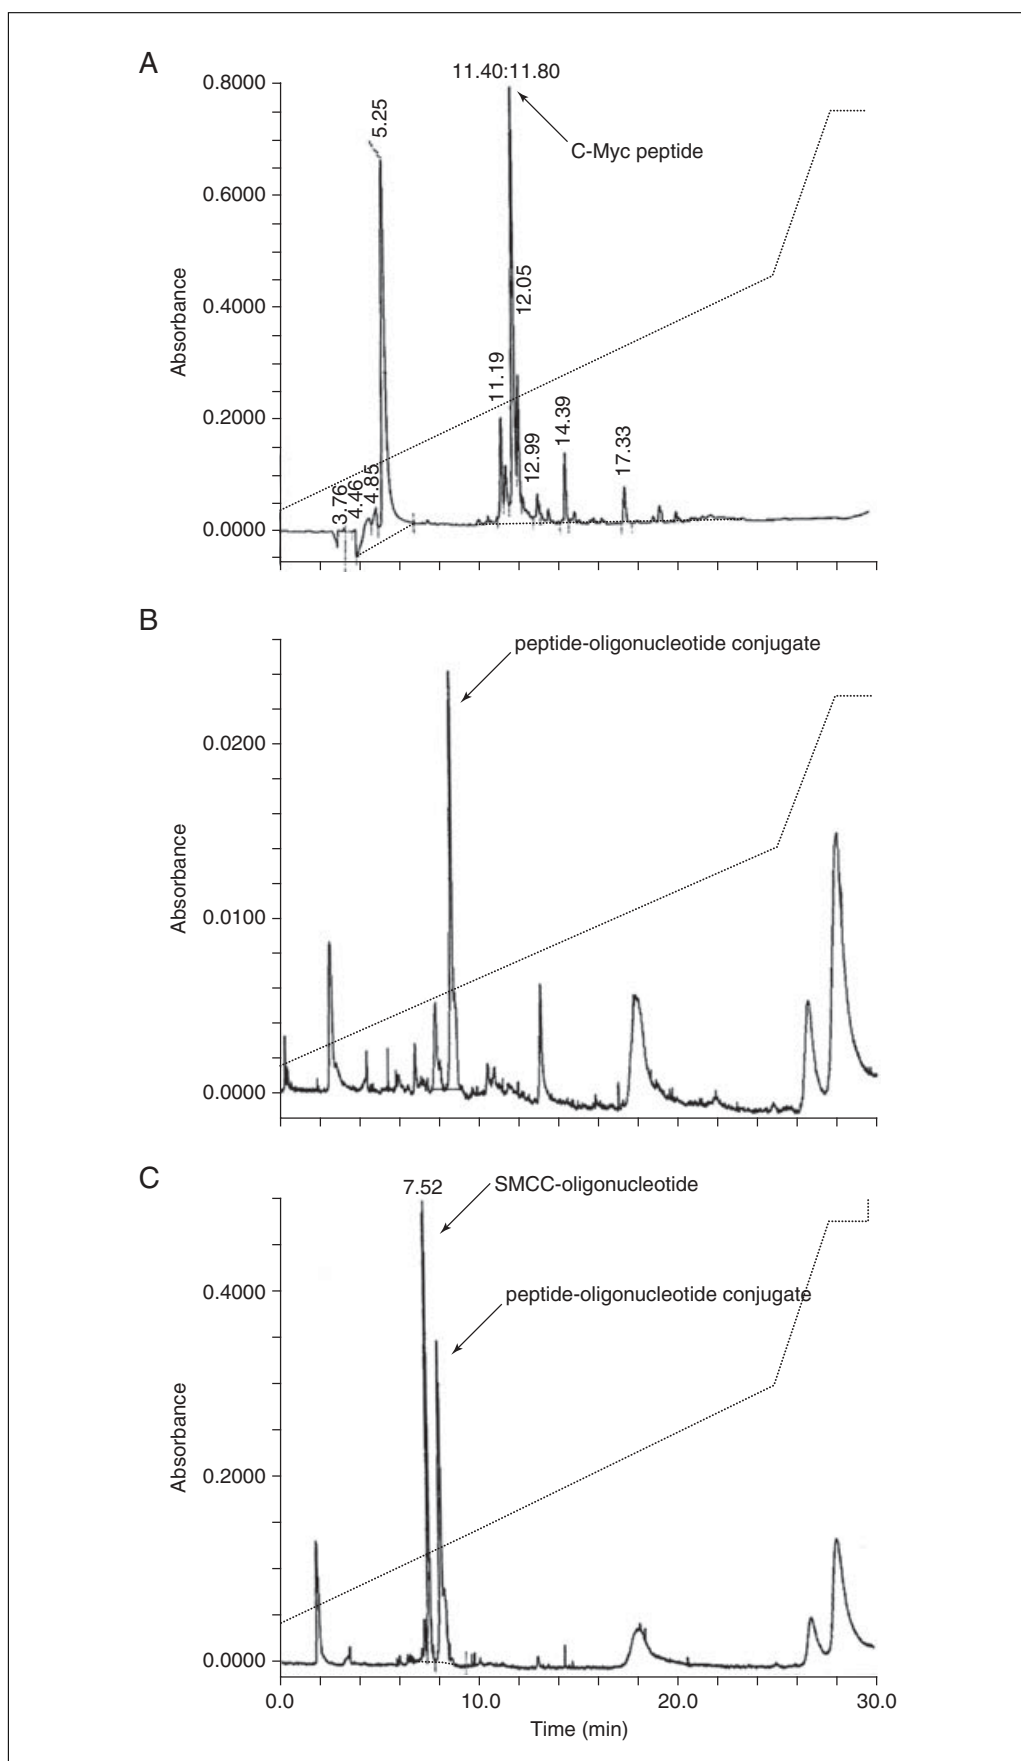 A
11.40:11.80
0.8000
5.25
C-Myc peptide
0.6000
12.05
0.4000
11.19
14.39
0.2000
12.99
17.33
3.76
4.46
4.85
0.0000
Absorbance
B
peptide-oligonucleotide conjugate
0.0200
0.0100
0.0000
Absorbance
C
7.52
SMCC-oligonucleotide
0.4000
peptide-oligonucleotide conjugate
0.2000
0.0000
Absorbance
0.0 10.0 20.0 30.0
Time (min)